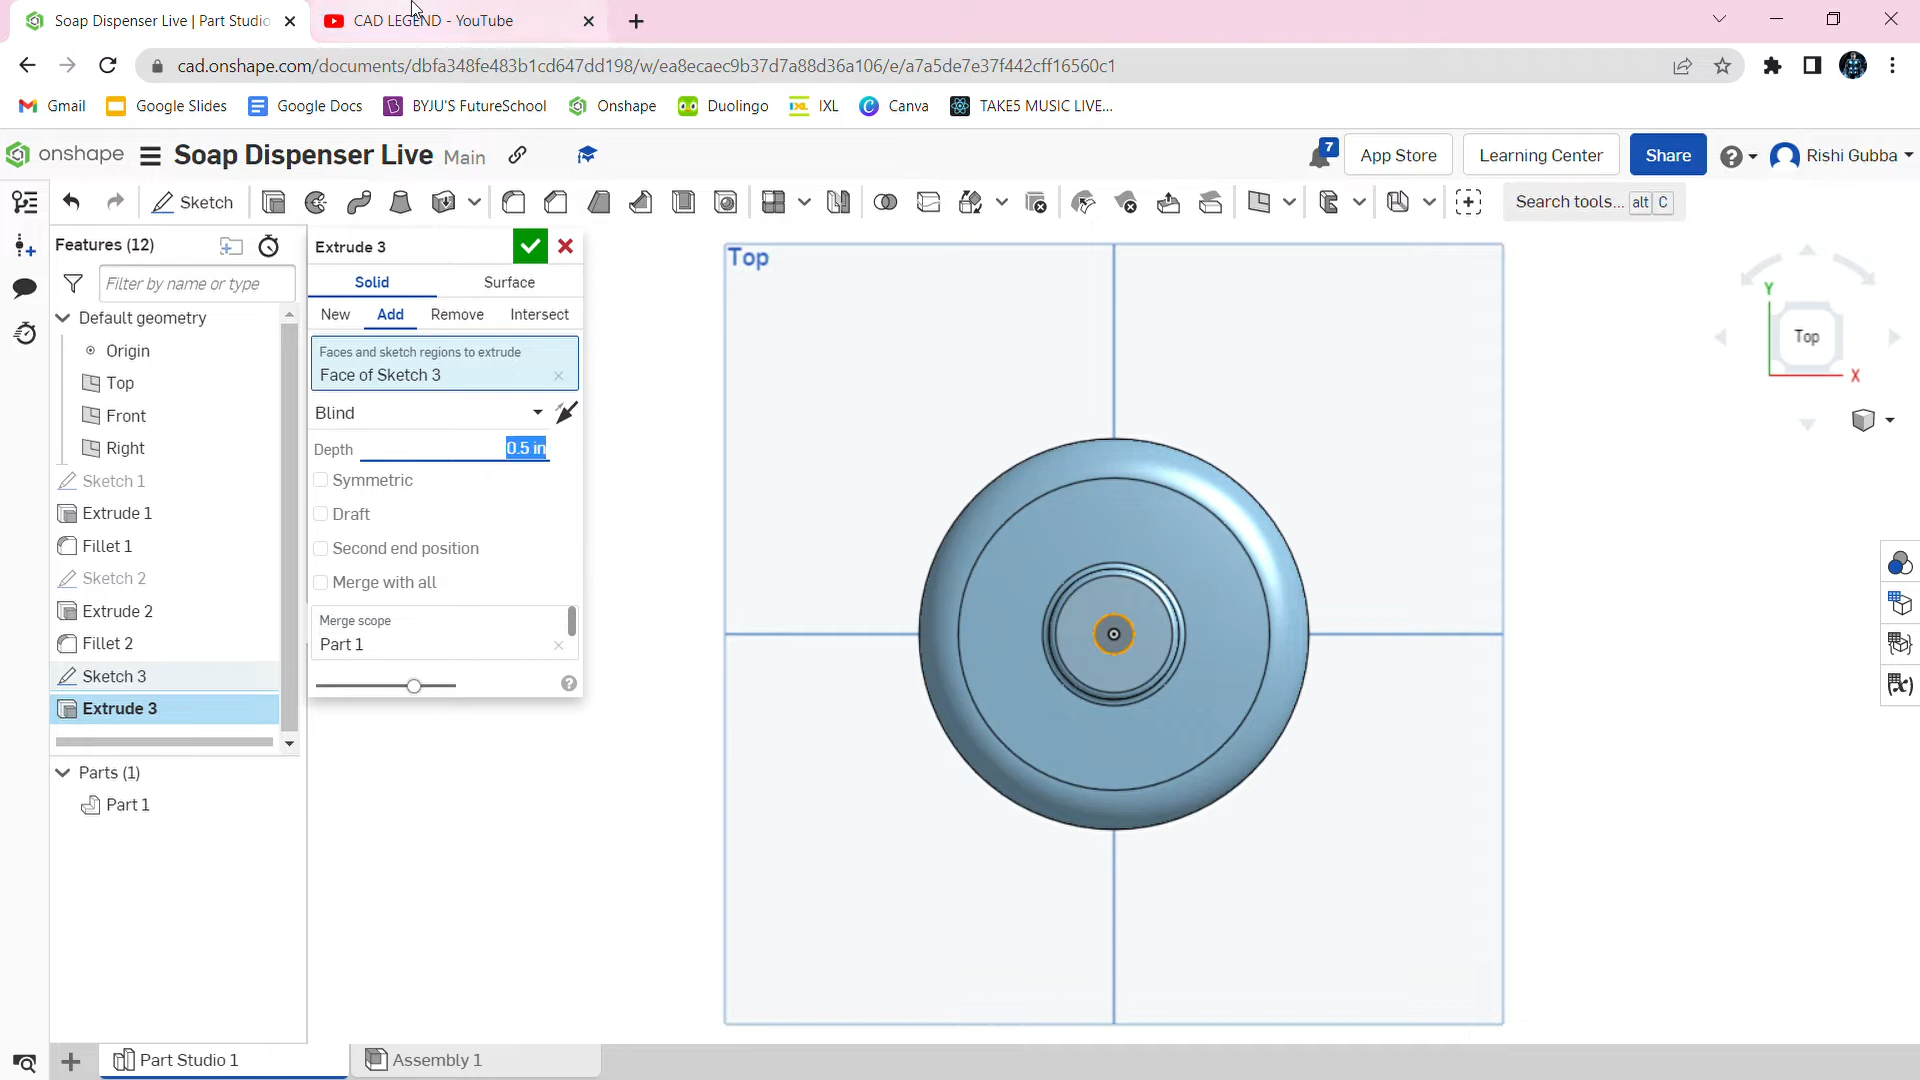 Soap Dispenser Live | Part Studio
CAD LEGEND - YouTube
cad.onshape.com/documents/dbfa348fe483b1cd647dd198/w/ea8ecaec9b37d7a88d36a106/e/a7a5de7e37f442cff16560c1
Gmail Google Slides Google Docs BYJU'S FutureSchool Onshape Duolingo IXL Canva TAKE5 MUSIC LIVE...
onshape Soap Dispenser Live Main 7 App Store Learning Center Share Rishi Gubba
Sketch Search tools... alt C
Features (12)
Filter by name or type
Default geometry
Origin
Top
Front
Right
Sketch 1
Extrude 1
Fillet 1
Sketch 2
Extrude 2
Fillet 2
Sketch 3
Extrude 3
Parts (1)
Part 1
Extrude 3
Solid Surface
New Add Remove Intersect
Faces and sketch regions to extrude
Face of Sketch 3
Blind
Depth 0.5 in
Symmetric
Draft
Second end position
Merge with all
Merge scope
Part 1
Top
Y
Top
X
Part Studio 1 Assembly 1